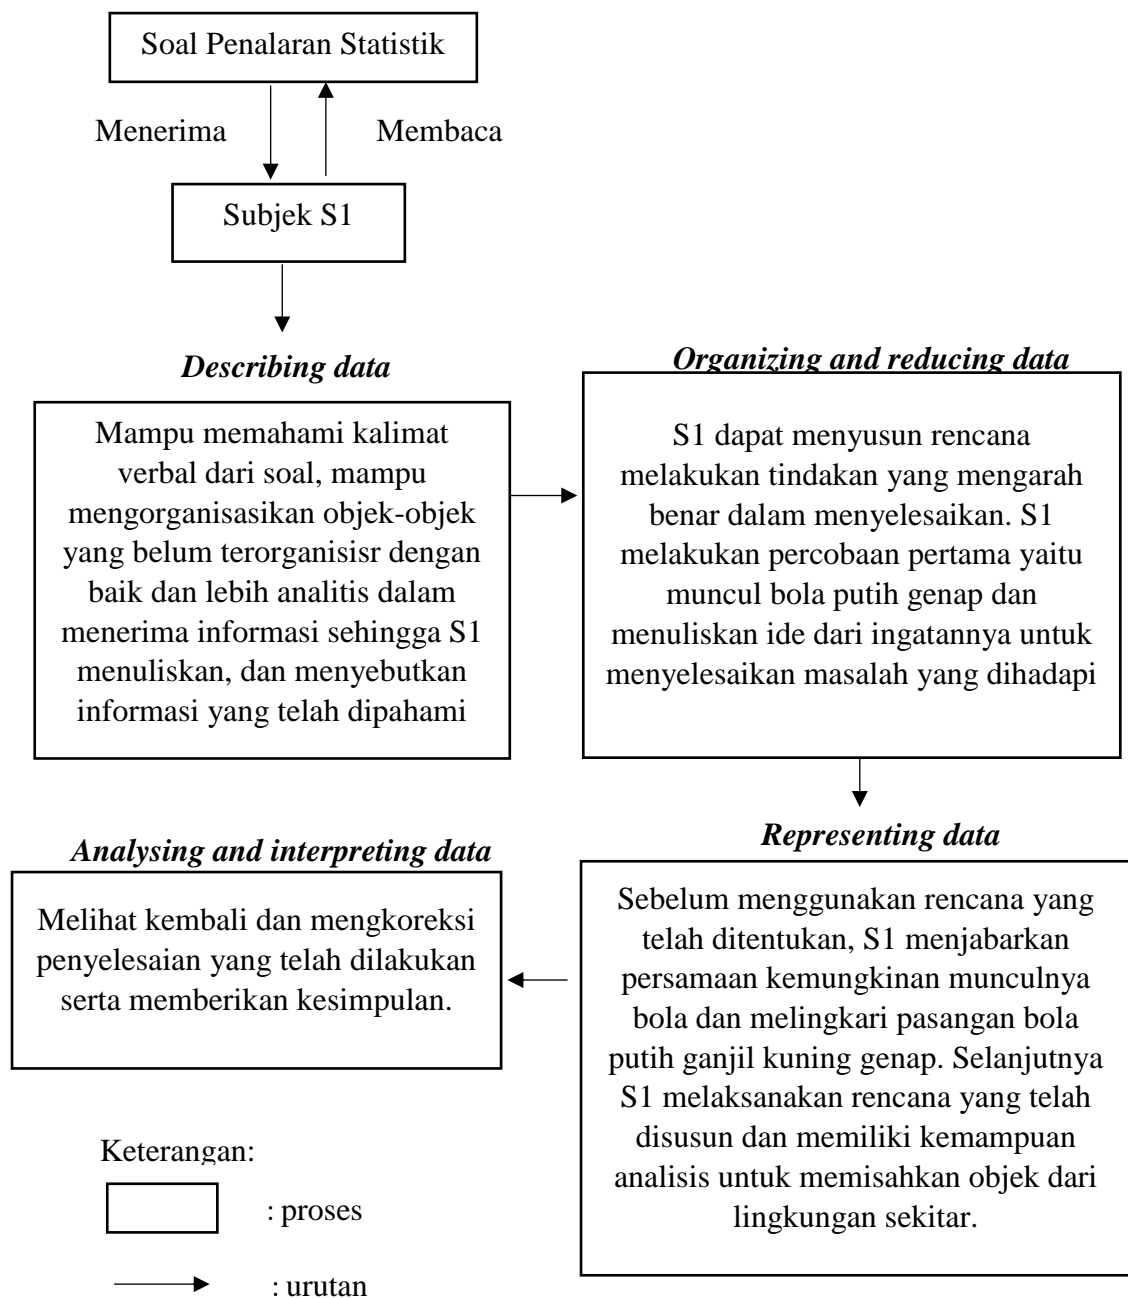 Soal Penalaran Statistik
Menerima
Membaca
Subjek S1
Describing data
Mampu memahami kalimat
verbal dari soal, mampu
mengorganisasikan objek-objek
yang belum terorganisisr dengan
baik dan lebih analitis dalam
menerima informasi sehingga S1
menuliskan, dan menyebutkan
informasi yang telah dipahami
Organizing and reducing data
S1 dapat menyusun rencana
melakukan tindakan yang mengarah
benar dalam menyelesaikan. S1
melakukan percobaan pertama yaitu
muncul bola putih genap dan
menuliskan ide dari ingatannya untuk
menyelesaikan masalah yang dihadapi
Representing data
Sebelum menggunakan rencana yang
telah ditentukan, S1 menjabarkan
persamaan kemungkinan munculnya
bola dan melingkari pasangan bola
putih ganjil kuning genap. Selanjutnya
S1 melaksanakan rencana yang telah
disusun dan memiliki kemampuan
analisis untuk memisahkan objek dari
lingkungan sekitar.
Analysing and interpreting data
Melihat kembali dan mengkoreksi
penyelesaian yang telah dilakukan
serta memberikan kesimpulan.
Keterangan:
: proses
: urutan